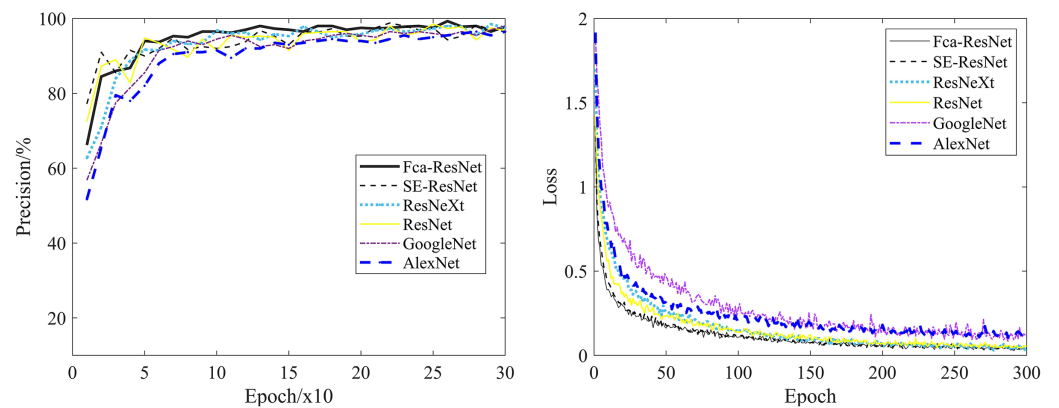 100
80
60
40
20
Precision/%
0
5
10
15
20
25
30
Epoch/x10
Fca-ResNet
SE-ResNet
ResNeXt
ResNet
GoogleNet
AlexNet
2
1.5
1
0.5
0
Loss
0
50
100
150
200
250
300
Epoch
Fca-ResNet
SE-ResNet
ResNeXt
ResNet
GoogleNet
AlexNet